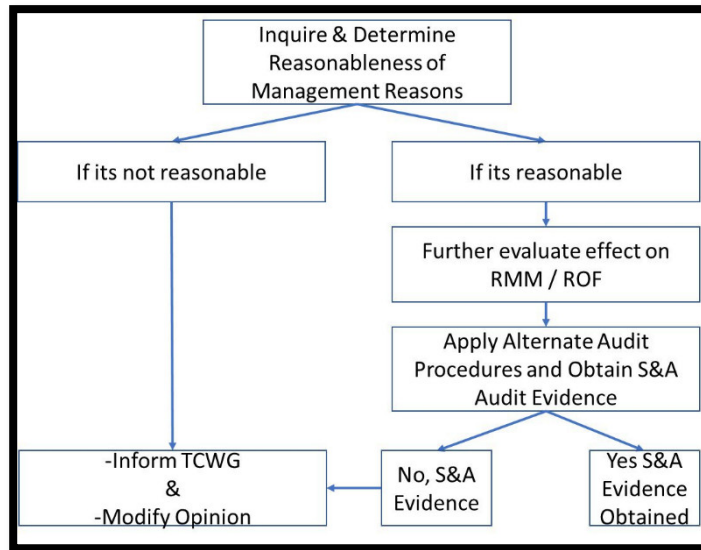 Inquire & Determine
Reasonableness of
Management Reasons
If its not reasonable
If its reasonable
Further evaluate effect on
RMM / ROF
Apply Alternate Audit
Procedures and Obtain S&A
Audit Evidence
-Inform TCWG
&
-Modify Opinion
No, S&A
Evidence
Yes S&A
Evidence
Obtained